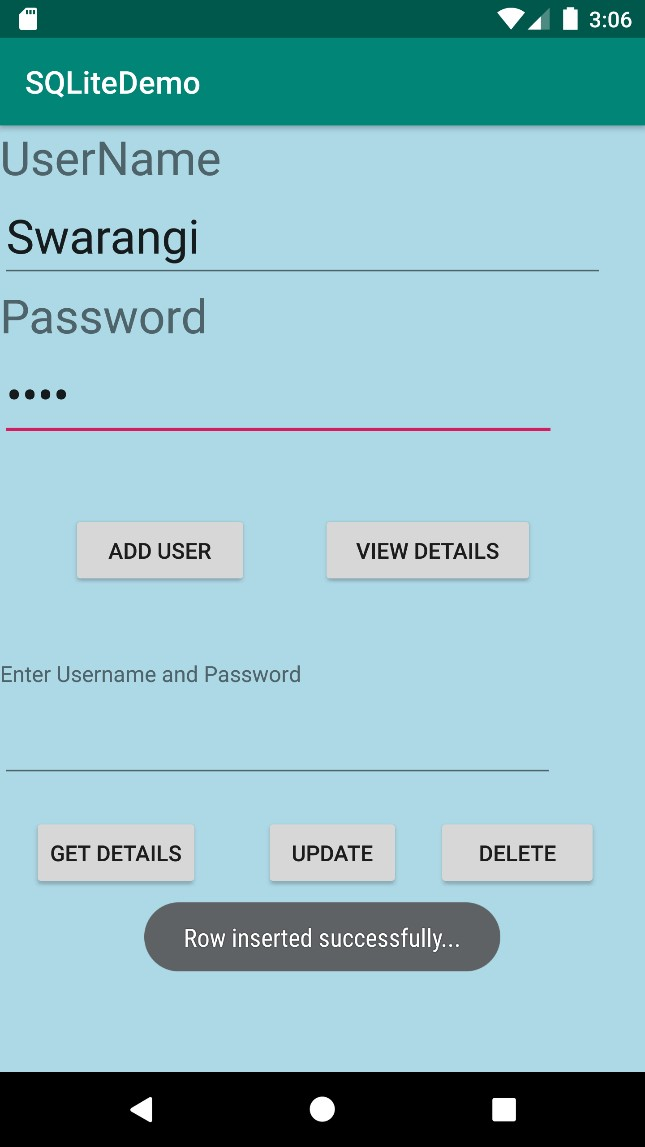 3:06
SQLiteDemo
UserName
Swarangi
Password
••••
ADD USER VIEW DETAILS
Enter Username and Password
GET DETAILS UPDATE DELETE
Row inserted successfully...